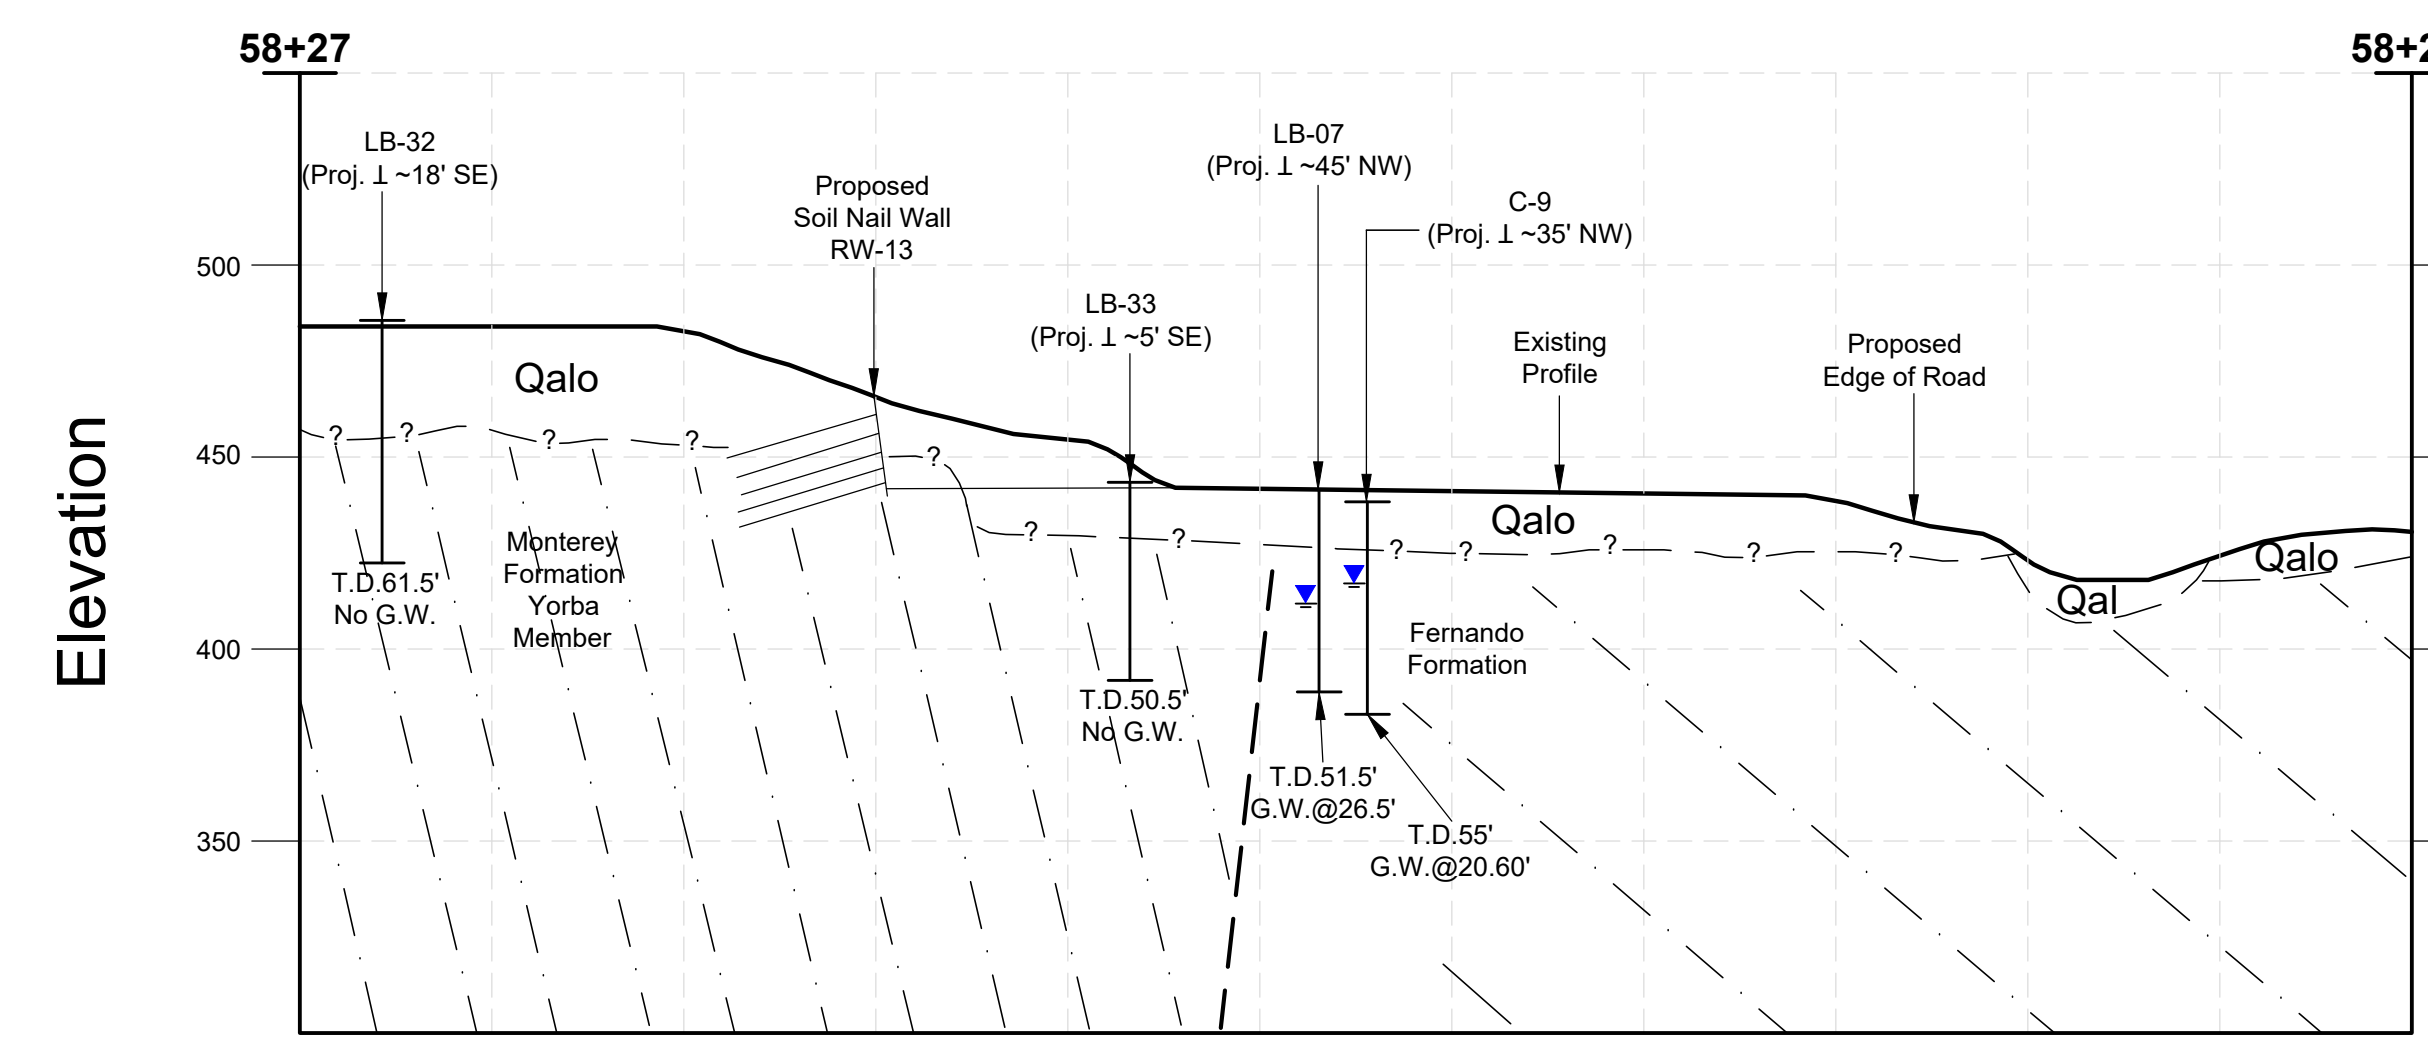 58+27
58+2
LB-32
(Proj. ⊥ ~18' SE)
Proposed
Soil Nail Wall
RW-13
LB-33
(Proj. ⊥ ~5' SE)
LB-07
(Proj. ⊥ ~45' NW)
C-9
(Proj. ⊥ ~35' NW)
Existing
Profile
Proposed
Edge of Road
Elevation
500
450
400
350
Qalo
Qalo
Qal
Qalo
? ? ? ? ? ? ? ? ? ? ? ?
Monterey
Formation
Yorba
Member
Fernando
Formation
T.D.61.5'
No G.W.
T.D.50.5'
No G.W.
T.D.51.5'
G.W.@26.5'
T.D.55'
G.W.@20.60'